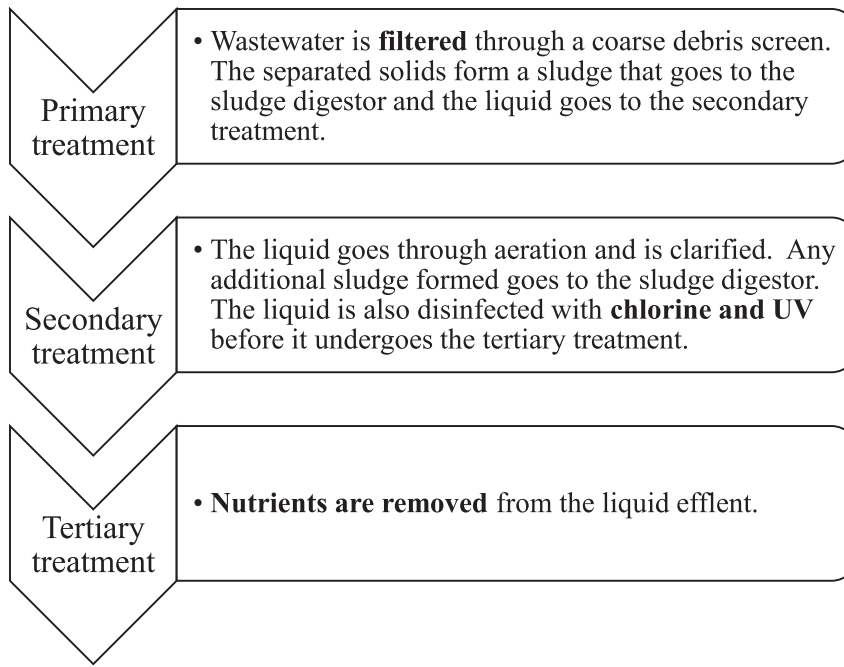 Primary
treatment
• Wastewater is filtered through a coarse debris screen.
The separated solids form a sludge that goes to the
sludge digestor and the liquid goes to the secondary
treatment.
Secondary
treatment
• The liquid goes through aeration and is clarified. Any
additional sludge formed goes to the sludge digestor.
The liquid is also disinfected with chlorine and UV
before it undergoes the tertiary treatment.
Tertiary
treatment
• Nutrients are removed from the liquid efflent.